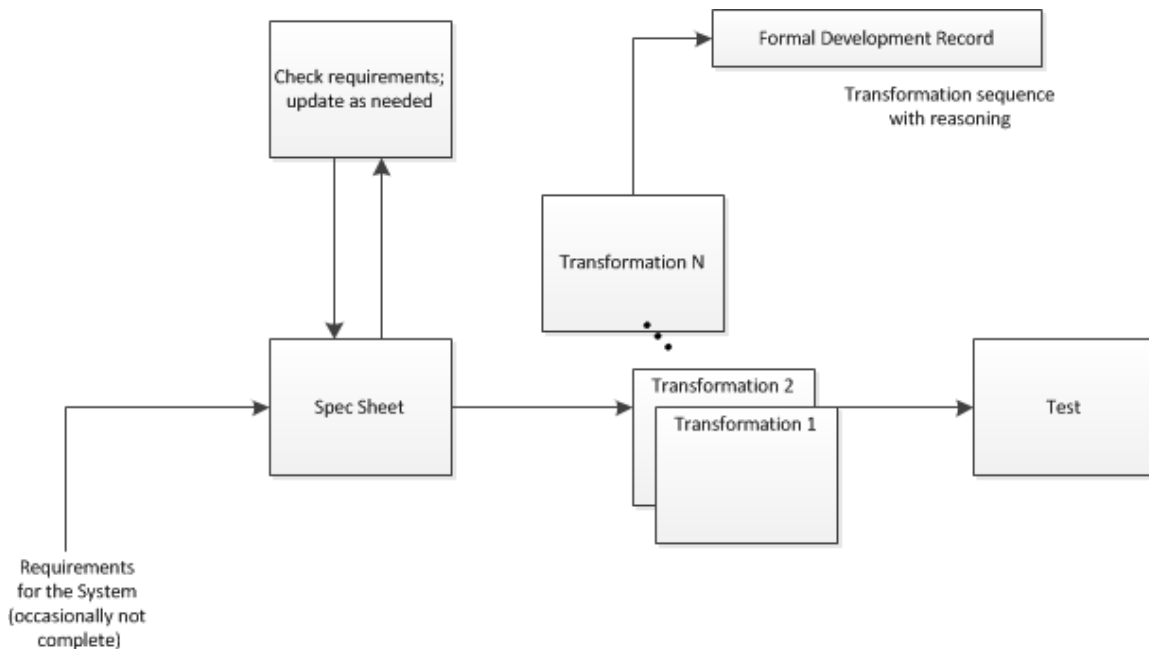 Formal Development Record
Check requirements;
update as needed
Transformation sequence
with reasoning
Transformation N
Transformation 2
Spec Sheet
Test
Transformation 1
Requirements
for the System
(occasionally not
complete)